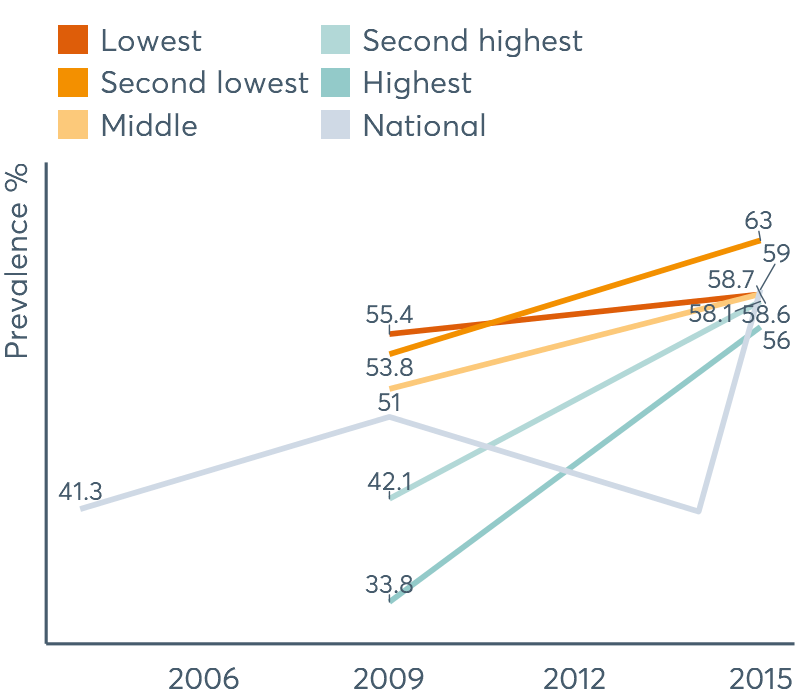 Lowest
Second lowest
Middle
Second highest
Highest
National
Prevalence %
63
59
58.7
58.1
58.6
56
55.4
53.8
51
42.1
41.3
33.8
2006
2009
2012
2015